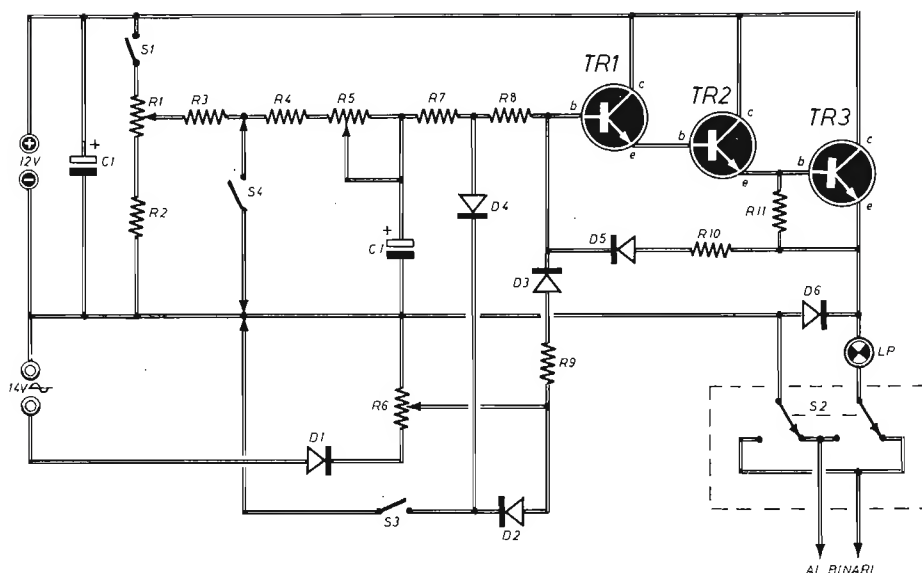 S1
TR1
TR2
TR3
R1
R3
R4
R5
R7
R8
b
c
e
b
c
e
b
c
e
+
12V
+
C1
S4
R2
+
C1
D4
D5
R10
R11
D3
D6
R9
LP
14V
R6
D1
S2
S3
D2
AI BINARI